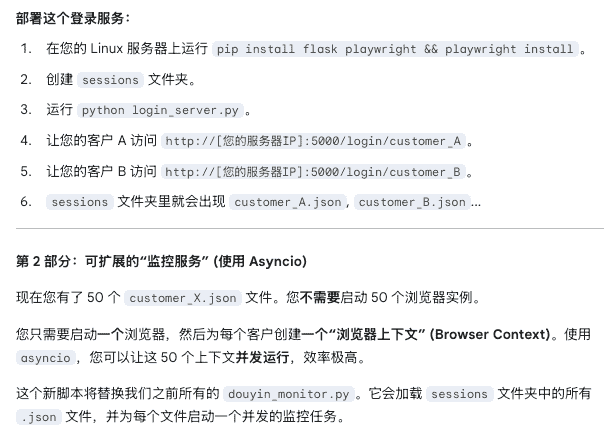 部署这个登录服务：
1. 在您的 Linux 服务器上运行 pip install flask playwright && playwright install 。
2. 创建 sessions 文件夹。
3. 运行 python login_server.py 。
4. 让您的客户 A 访问 http://[您的服务器IP]:5000/login/customer_A 。
5. 让您的客户 B 访问 http://[您的服务器IP]:5000/login/customer_B 。
6. sessions 文件夹里就会出现 customer_A.json , customer_B.json ...
第 2 部分：可扩展的“监控服务” (使用 Asyncio)
现在您有了 50 个 customer_X.json 文件。您不需要启动 50 个浏览器实例。
您只需要启动一个浏览器，然后为每个客户创建一个“浏览器上下文” (Browser Context)。使用
asyncio ，您可以让这 50 个上下文并发运行，效率极高。
这个新脚本将替换我们之前所有的 douyin_monitor.py 。它会加载 sessions 文件夹中的所有
.json 文件，并为每个文件启动一个并发的监控任务。